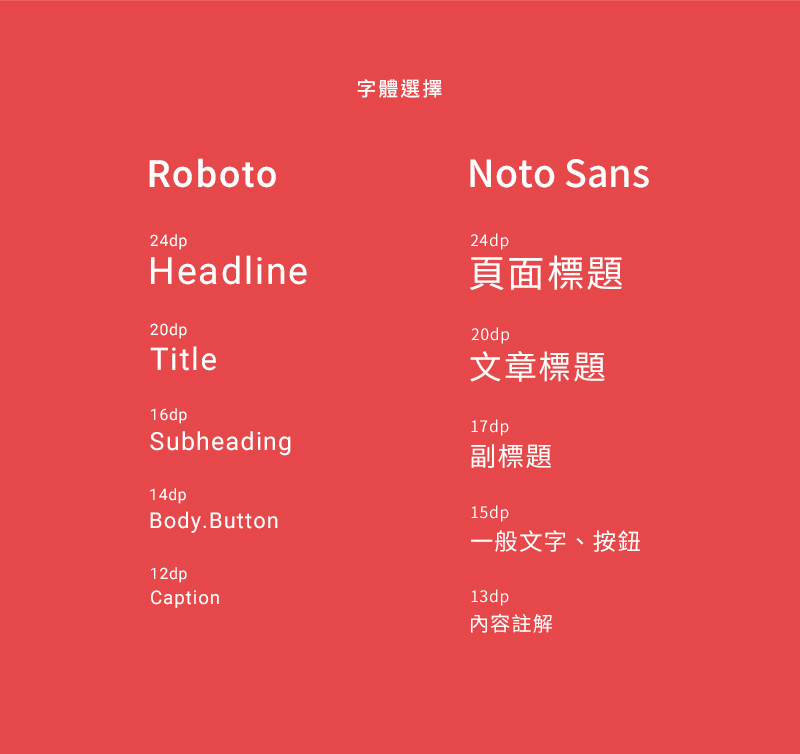 字體選擇
Roboto
24dp
Headline
20dp
Title
16dp
Subheading
14dp
Body.Button
12dp
Caption
Noto Sans
24dp
頁面標題
20dp
文章標題
17dp
副標題
15dp
一般文字、按鈕
13dp
內容註解